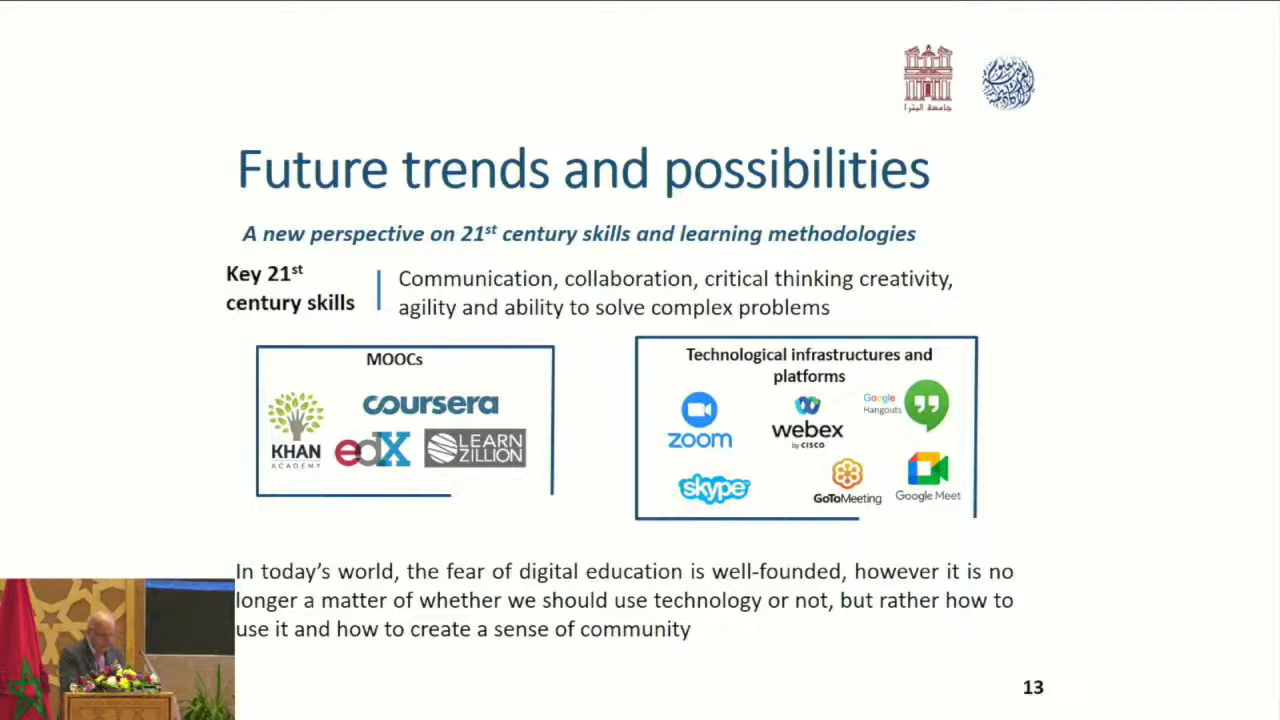 جامعة البترا
Future trends and possibilities
A new perspective on 21st century skills and learning methodologies
Key 21st
century skills
Communication, collaboration, critical thinking creativity,
agility and ability to solve complex problems
MOOCs
KHAN
ACADEMY
coursera
edX
LEARN
ZILLION
Technological infrastructures and
platforms
zoom
webex
by CISCO
Google
Hangouts
skype
GoToMeeting
Google Meet
In today's world, the fear of digital education is well-founded, however it is no
longer a matter of whether we should use technology or not, but rather how to
use it and how to create a sense of community
13